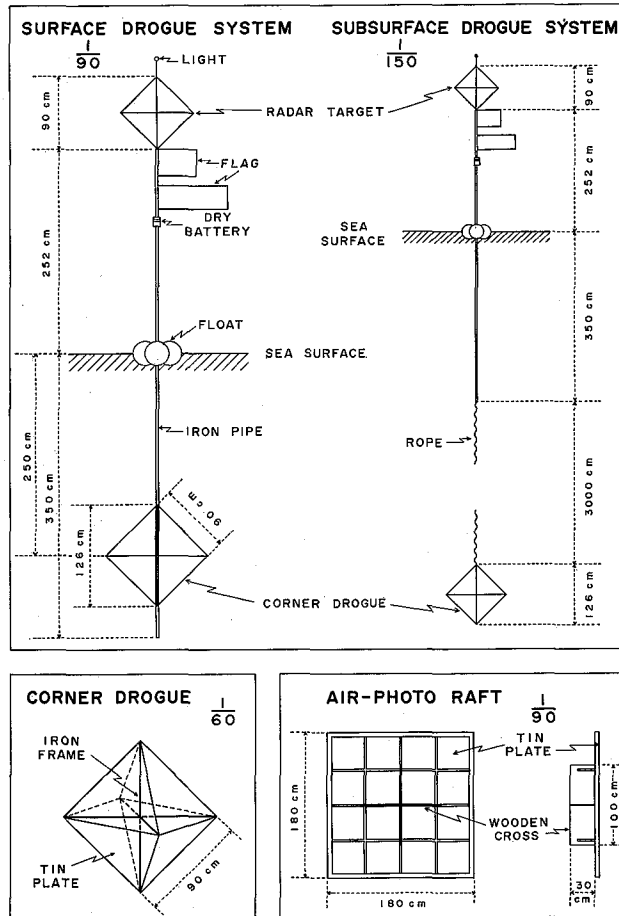 SURFACE DROGUE SYSTEM
1
90
LIGHT
RADAR TARGET
90 cm
FLAG
DRY
BATTERY
252 cm
FLOAT
SEA SURFACE
IRON PIPE
250 cm
350 cm
126 cm
90 cm
CORNER DROGUE
SUBSURFACE DROGUE SYSTEM
1
150
90 cm
252 cm
SEA
SURFACE
350 cm
ROPE
3000 cm
126 cm
CORNER DROGUE
1
60
IRON
FRAME
TIN
PLATE
90 cm
AIR-PHOTO RAFT
1
90
TIN
PLATE
WOODEN
CROSS
180 cm
180 cm
100 cm
30
cm